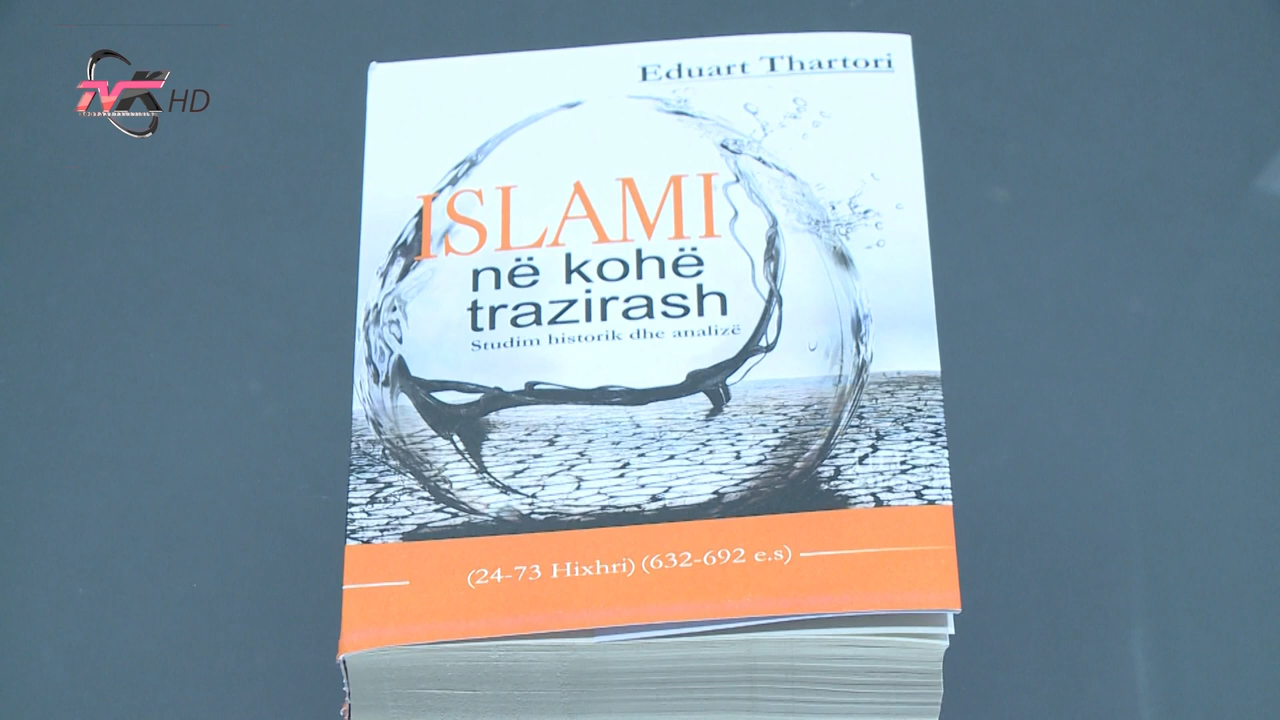 TVK HD
Eduart Thartori
ISLAMI
në kohë
trazirash
Studim historik dhe analizë
(24-73 Hixhri) (632-692 e.s)